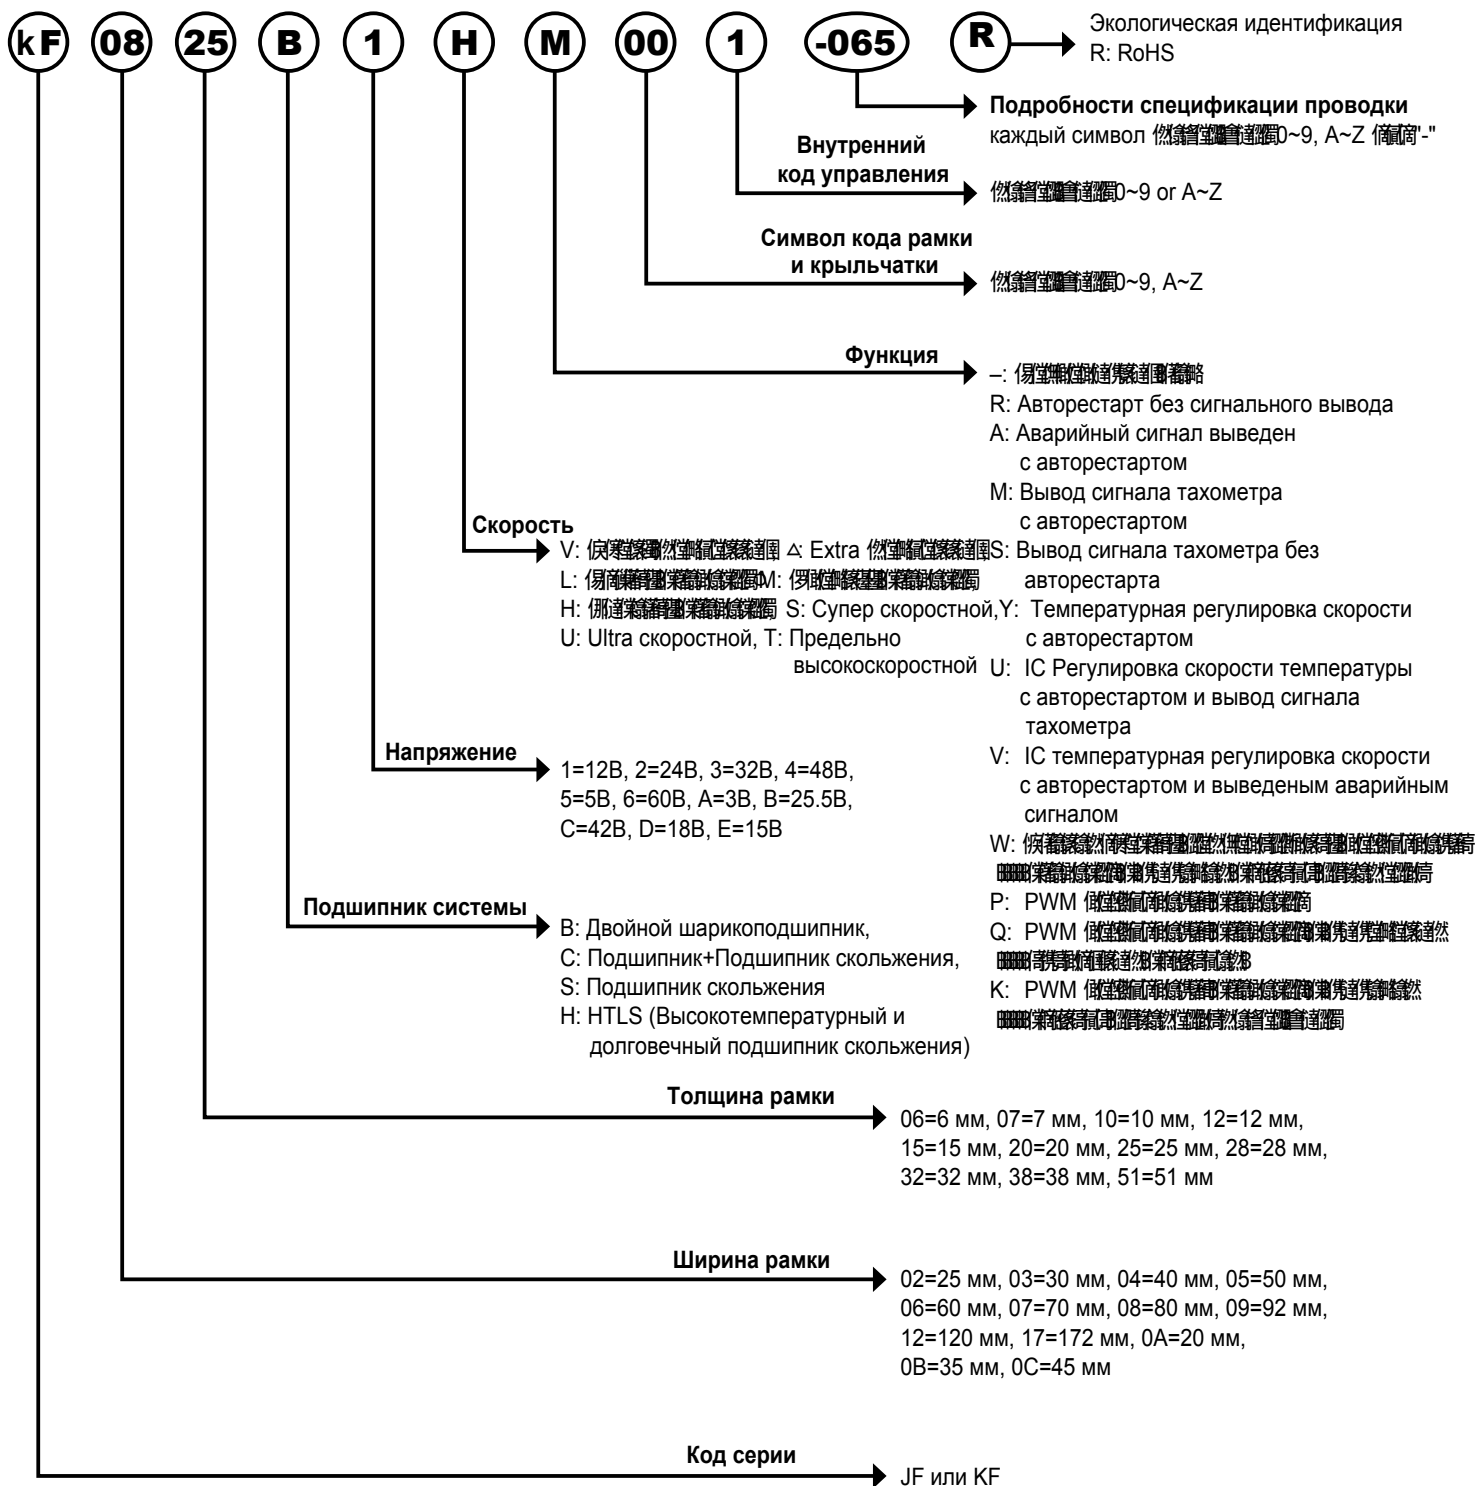 kF 08 25 B 1 H M 00 1 -065 R
Экологическая идентификация
R: RoHS
Подробности спецификации проводки
каждый символ 0~9, A~Z "-"
Внутренний
код управления
0~9 or A~Z
Символ кода рамки
и крыльчатки
0~9, A~Z
Функция
–:
R: Авторестарт без сигнального вывода
A: Аварийный сигнал выведен
с авторестартом
M: Вывод сигнала тахометра
с авторестартом
S: Вывод сигнала тахометра без
авторестарта
Y: Температурная регулировка скорости
с авторестартом
U: IC Регулировка скорости температуры
с авторестартом и вывод сигнала
тахометра
V: IC температурная регулировка скорости
с авторестартом и выведеным аварийным
сигналом
W:
P: PWM
Q: PWM
K: PWM
Скорость
V: Extra
L: M:
H: S: Супер скоростной,
U: Ultra скоростной, T: Предельно
высокоскоростной
Напряжение
1=12В, 2=24В, 3=32В, 4=48В,
5=5В, 6=60В, A=3В, B=25.5В,
C=42В, D=18В, E=15В
Подшипник системы
B: Двойной шарикоподшипник,
C: Подшипник+Подшипник скольжения,
S: Подшипник скольжения
H: HTLS (Высокотемпературный и
долговечный подшипник скольжения)
Толщина рамки
06=6 мм, 07=7 мм, 10=10 мм, 12=12 мм,
15=15 мм, 20=20 мм, 25=25 мм, 28=28 мм,
32=32 мм, 38=38 мм, 51=51 мм
Ширина рамки
02=25 мм, 03=30 мм, 04=40 мм, 05=50 мм,
06=60 мм, 07=70 мм, 08=80 мм, 09=92 мм,
12=120 мм, 17=172 мм, 0A=20 мм,
0B=35 мм, 0C=45 мм
Код серии
JF или KF